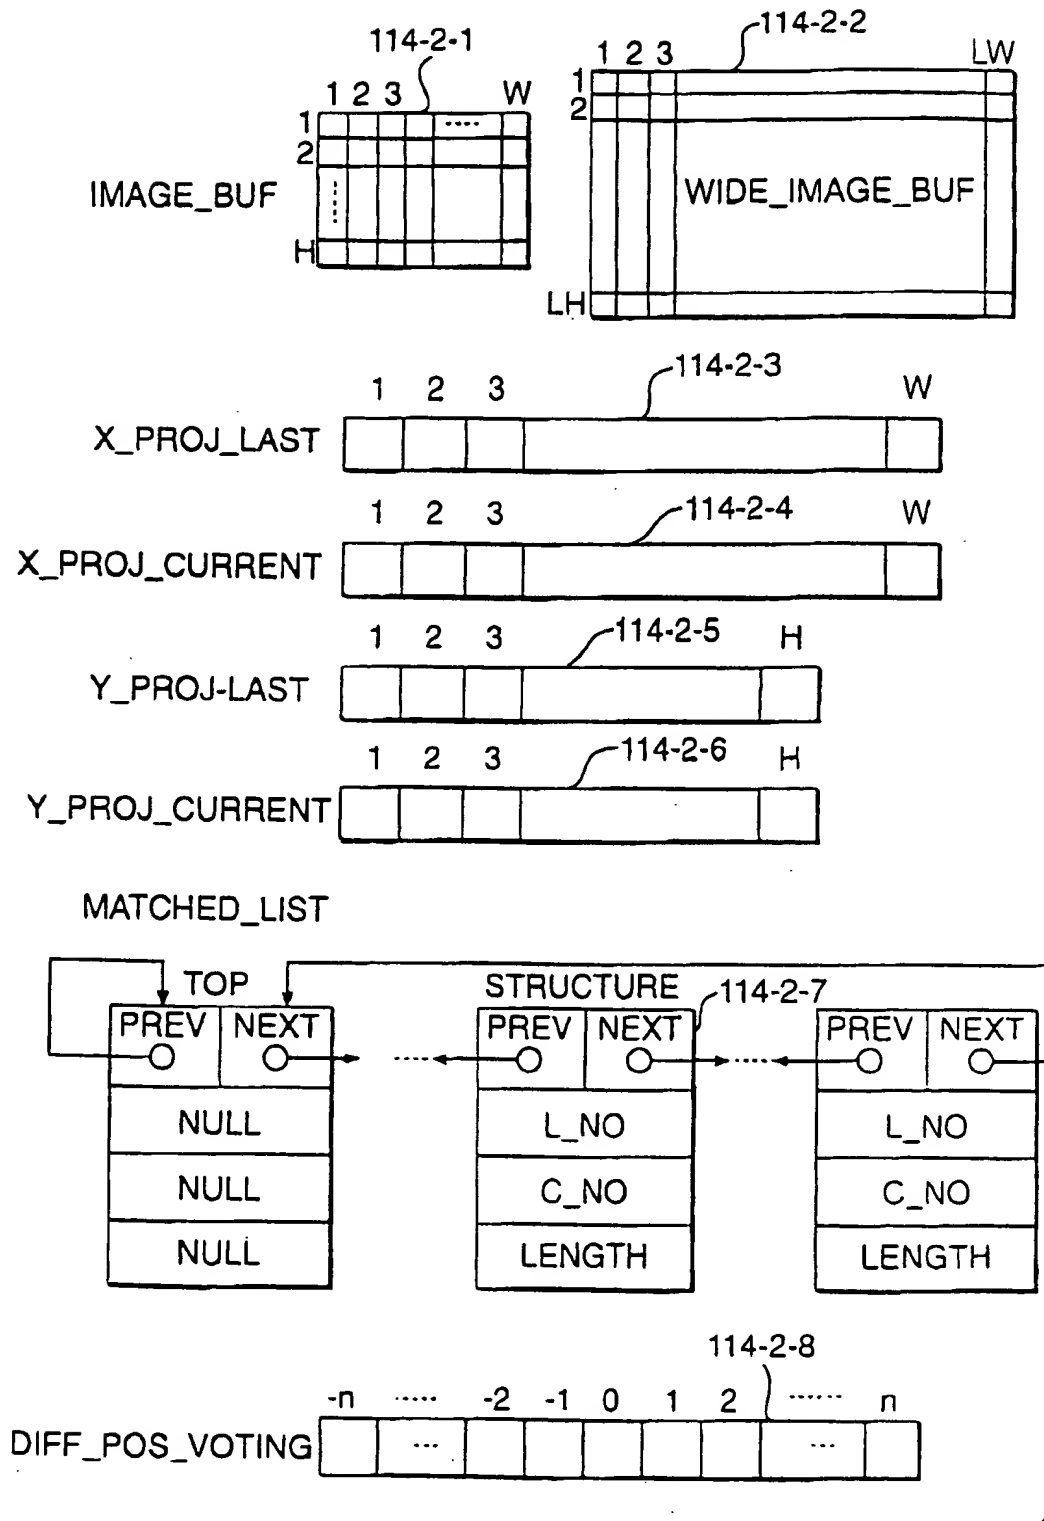 114-2-1
1 2 3 W
1 ....
2
IMAGE_BUF
H
114-2-2
1 2 3 LW
1
2
WIDE_IMAGE_BUF
LH
114-2-3
1 2 3 W
X_PROJ_LAST
114-2-4
1 2 3 W
X_PROJ_CURRENT
114-2-5
1 2 3 H
Y_PROJ-LAST
114-2-6
1 2 3 H
Y_PROJ_CURRENT
MATCHED_LIST
TOP STRUCTURE 114-2-7
PREV NEXT PREV NEXT PREV NEXT
NULL L_NO L_NO
NULL C_NO C_NO
NULL LENGTH LENGTH
114-2-8
-n ..... -2 -1 0 1 2 ...... n
DIFF_POS_VOTING ... ...